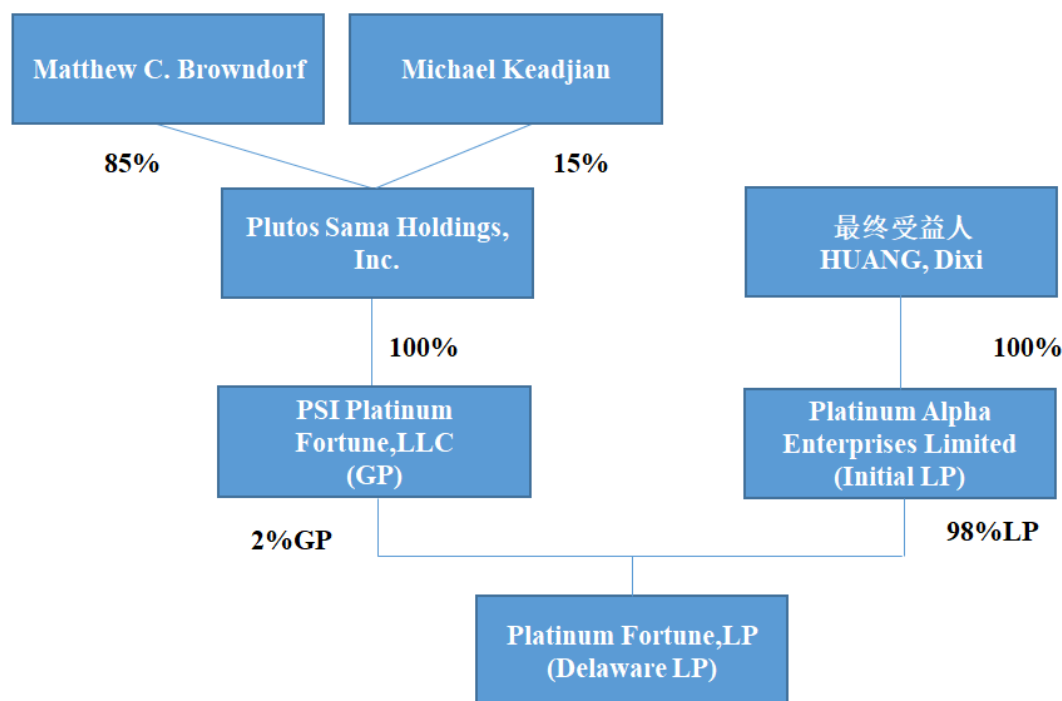 Matthew C. Browndorf
Michael Keadjian
85%
15%
Plutos Sama Holdings,
Inc.
最终受益人
HUANG, Dixi
100%
100%
PSI Platinum
Fortune,LLC
(GP)
Platinum Alpha
Enterprises Limited
(Initial LP)
2%GP
98%LP
Platinum Fortune,LP
(Delaware LP)